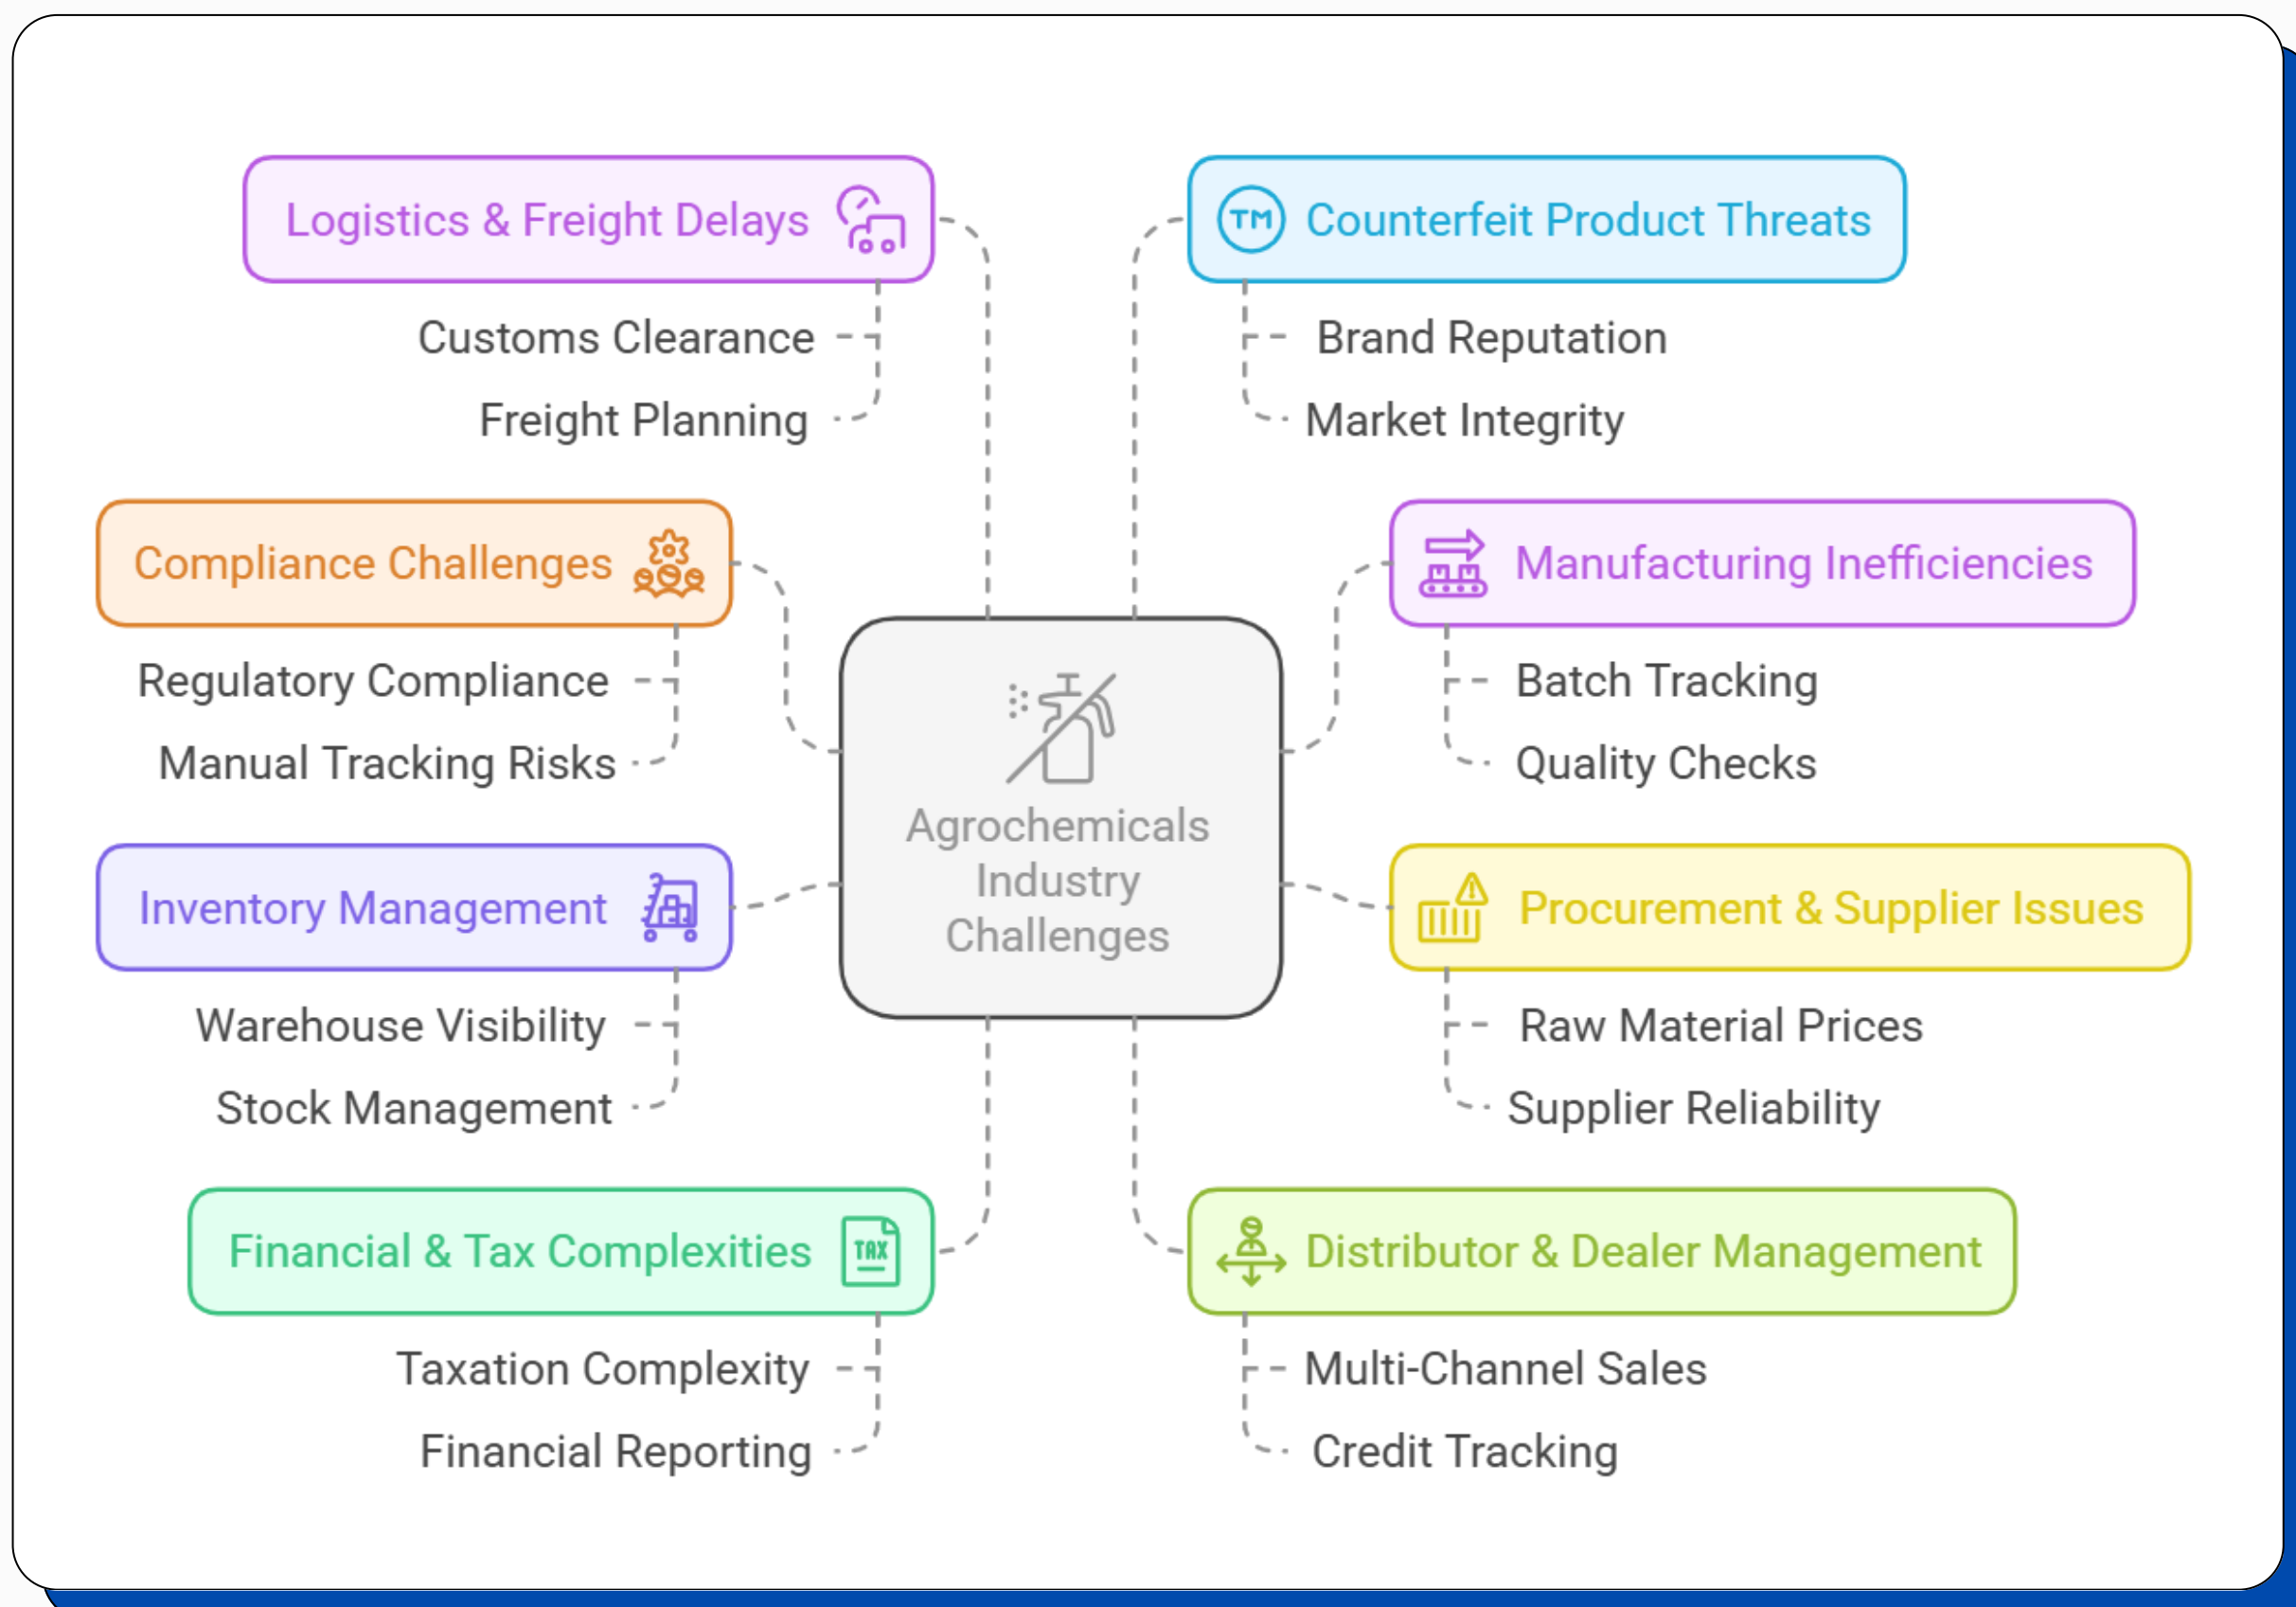 Logistics & Freight Delays
Customs Clearance
Freight Planning
Counterfeit Product Threats
TM
Brand Reputation
Market Integrity
Compliance Challenges
Regulatory Compliance
Manual Tracking Risks
Manufacturing Inefficiencies
Batch Tracking
Quality Checks
Agrochemicals
Industry
Challenges
Inventory Management
Warehouse Visibility
Stock Management
Procurement & Supplier Issues
Raw Material Prices
Supplier Reliability
Financial & Tax Complexities
TAX
Taxation Complexity
Financial Reporting
Distributor & Dealer Management
Multi-Channel Sales
Credit Tracking